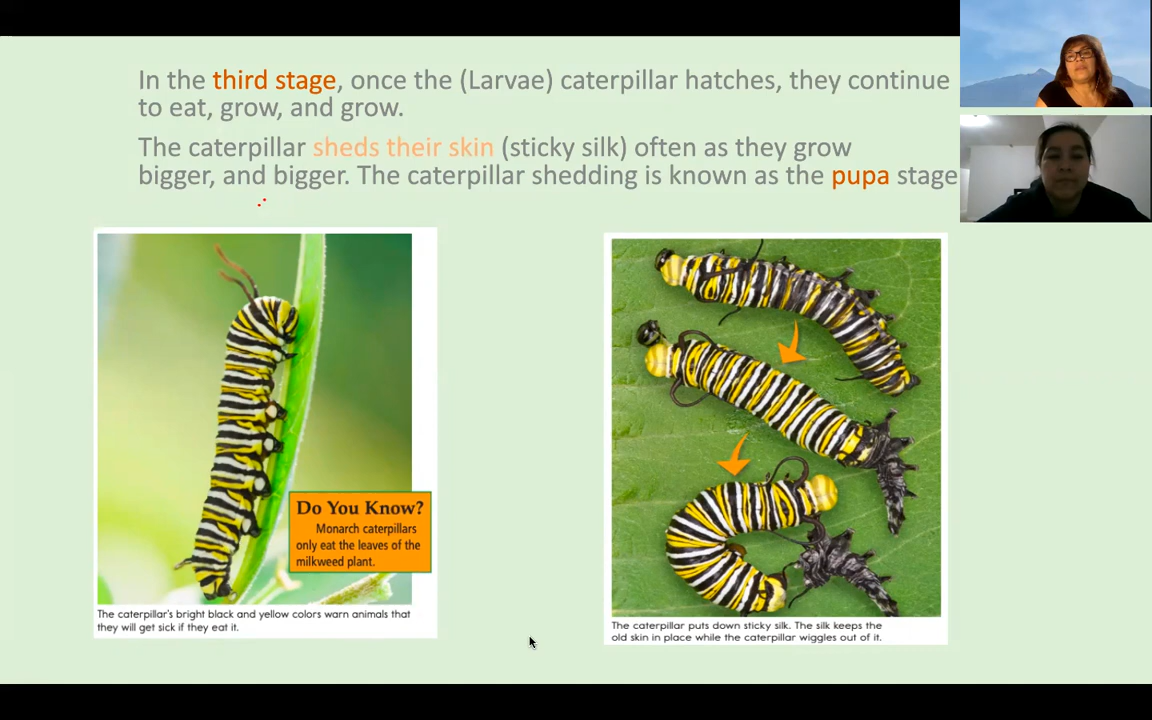 In the third stage, once the (Larvae) caterpillar hatches, they continue
to eat, grow, and grow.
The caterpillar sheds their skin (sticky silk) often as they grow
bigger, and bigger. The caterpillar shedding is known as the pupa stage
Do You Know?
Monarch caterpillars
only eat the leaves of the
milkweed plant.
The caterpillar's bright black and yellow colors warn animals that
they will get sick if they eat it.
The caterpillar puts down sticky silk. The silk keeps the
old skin in place while the caterpillar wiggles out of it.